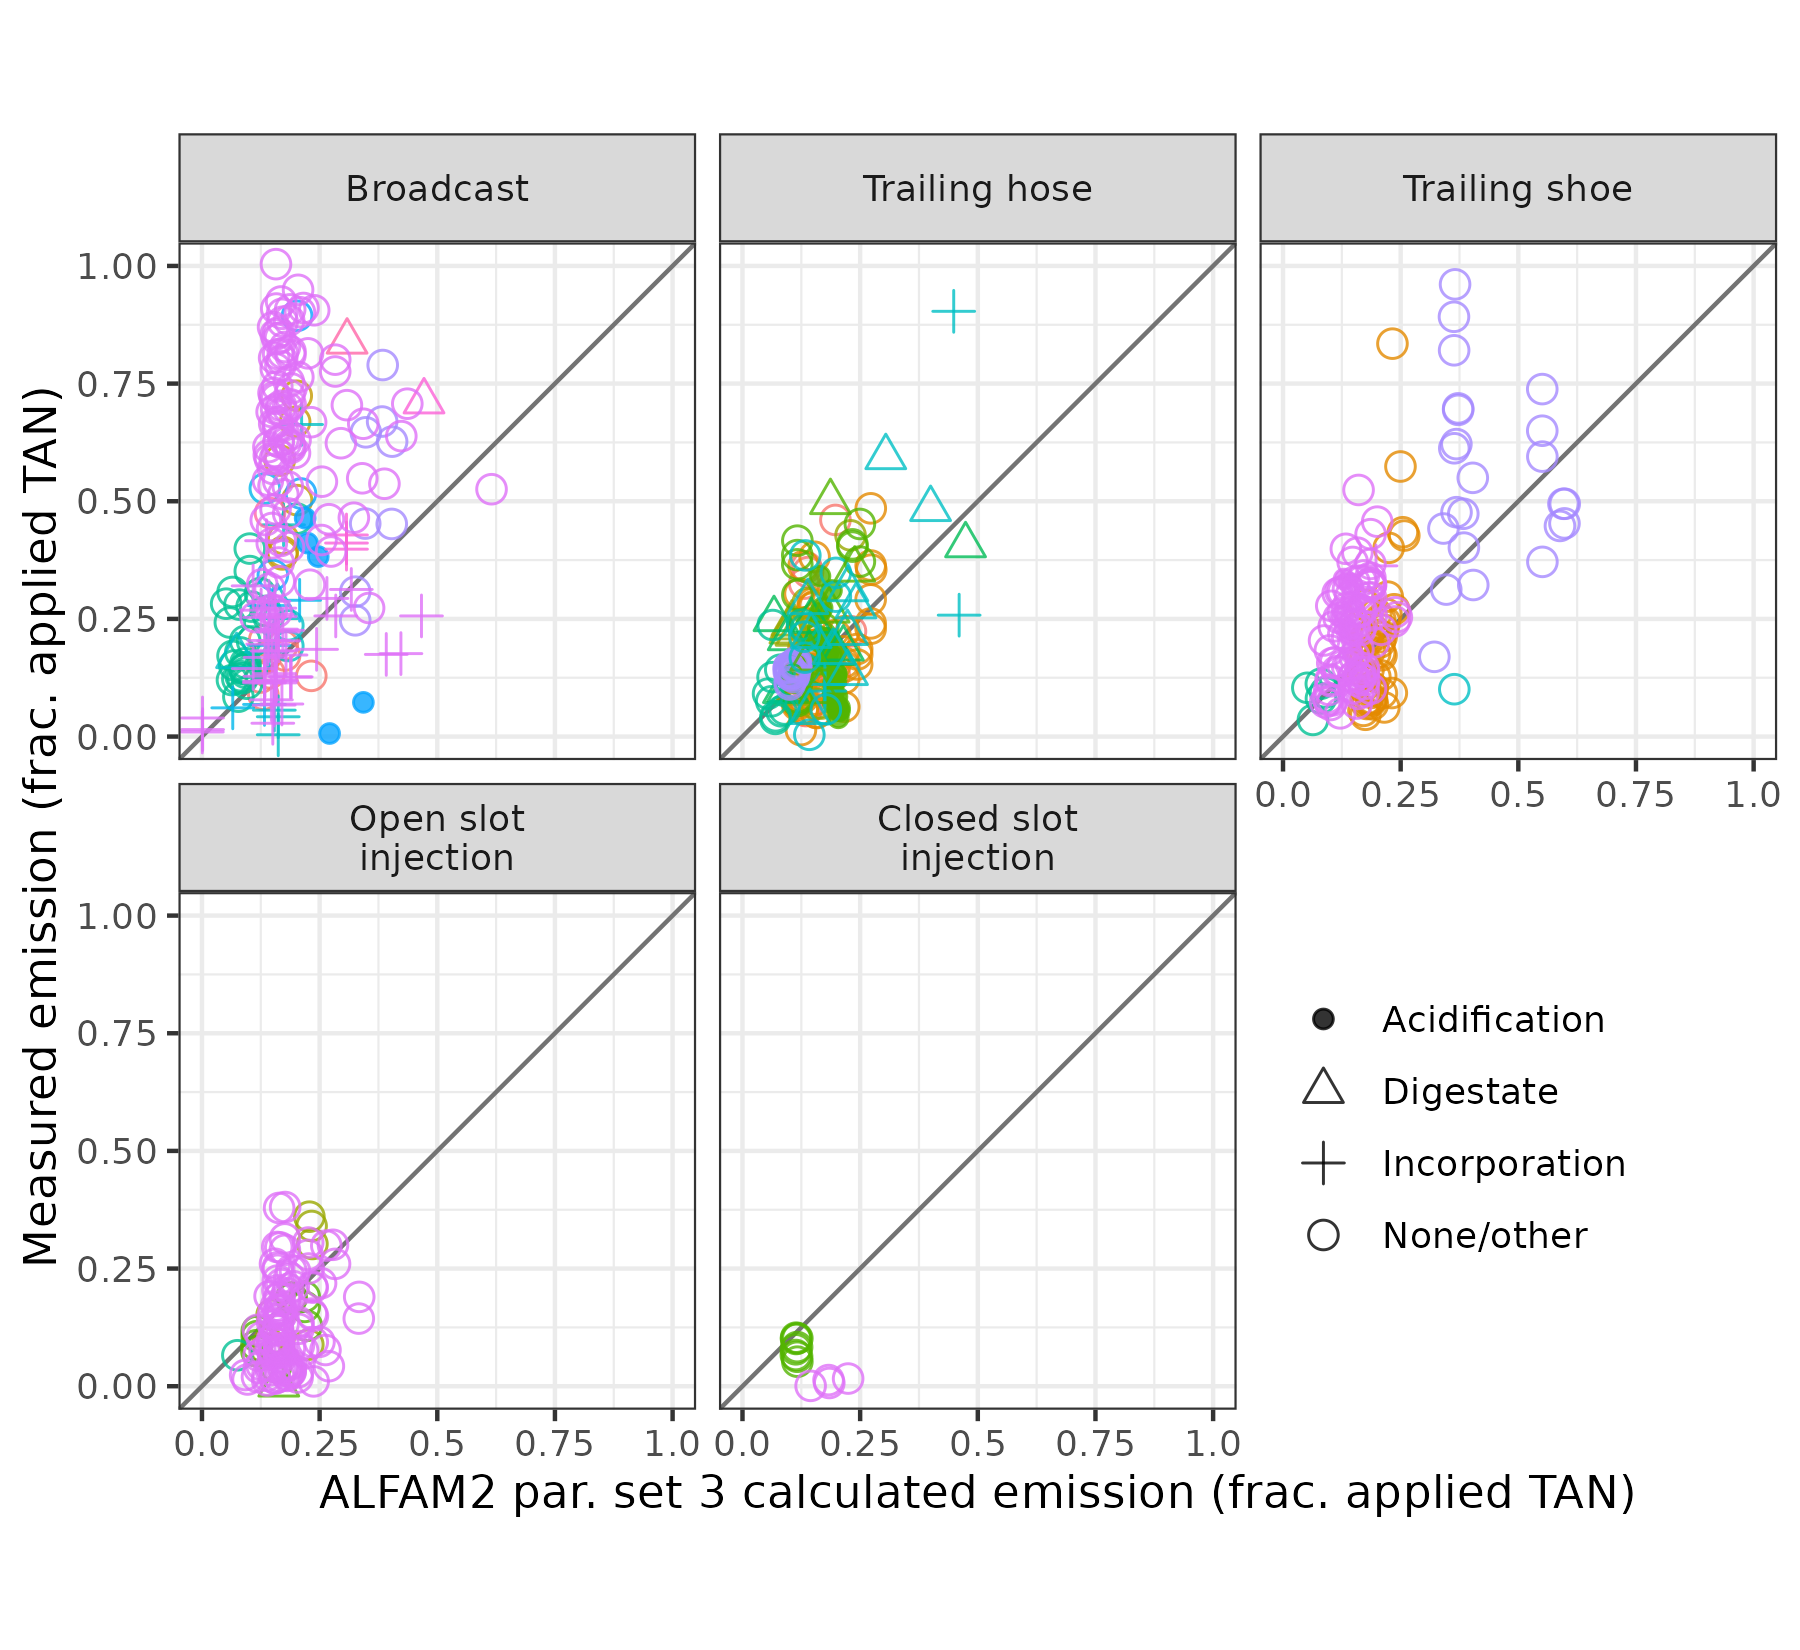 Broadcast
Trailing hose
Trailing shoe
1.00
0.75
0.50
0.25
0.00
0.0 0.25 0.5 0.75 1.0
Open slot
injection
Closed slot
injection
1.00
0.75
0.50
0.25
0.00
0.0 0.25 0.5 0.75 1.0
0.0 0.25 0.5 0.75 1.0
Acidification
Digestate
Incorporation
None/other
Measured emission (frac. applied TAN)
ALFAM2 par. set 3 calculated emission (frac. applied TAN)